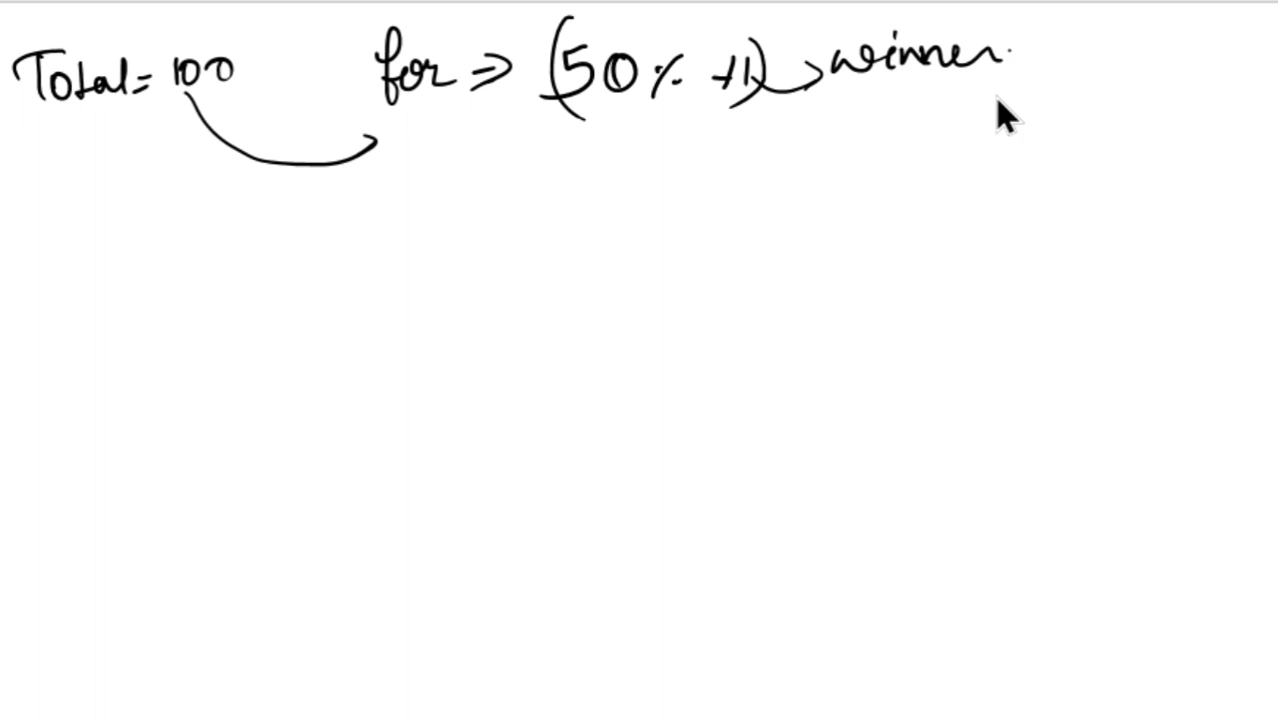 Total = 100 for => (50% +1) → winner.